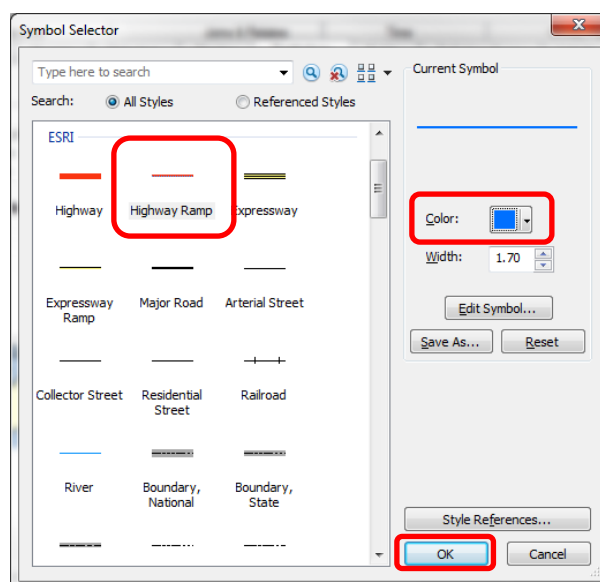 Symbol Selector
Type here to search
Search: All Styles Referenced Styles
ESRI
Highway Highway Ramp Expressway
Expressway Ramp Major Road Arterial Street
Collector Street Residential Street Railroad
River Boundary, National Boundary, State
Current Symbol
Color:
Width: 1.70
Edit Symbol...
Save As... Reset
Style References...
OK Cancel